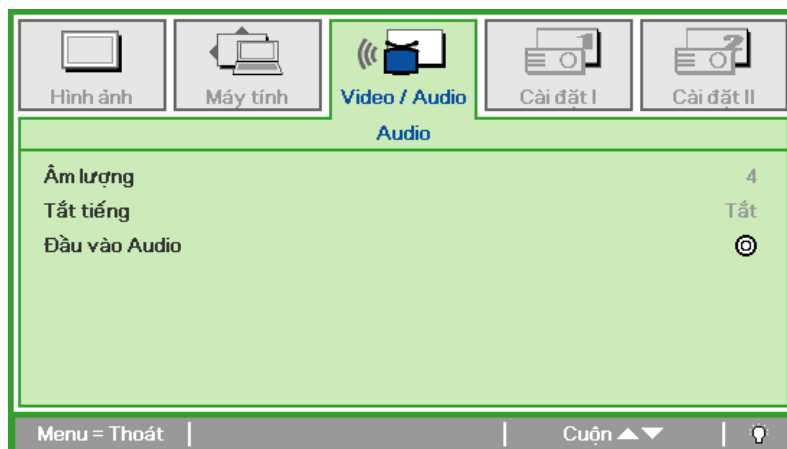 Hình ảnh
Máy tính
Video / Audio
Cài đặt I
Cài đặt II
Audio
Âm lượng 4
Tắt tiếng Tắt
Đầu vào Audio
Menu = Thoát Cuộn ▲▼